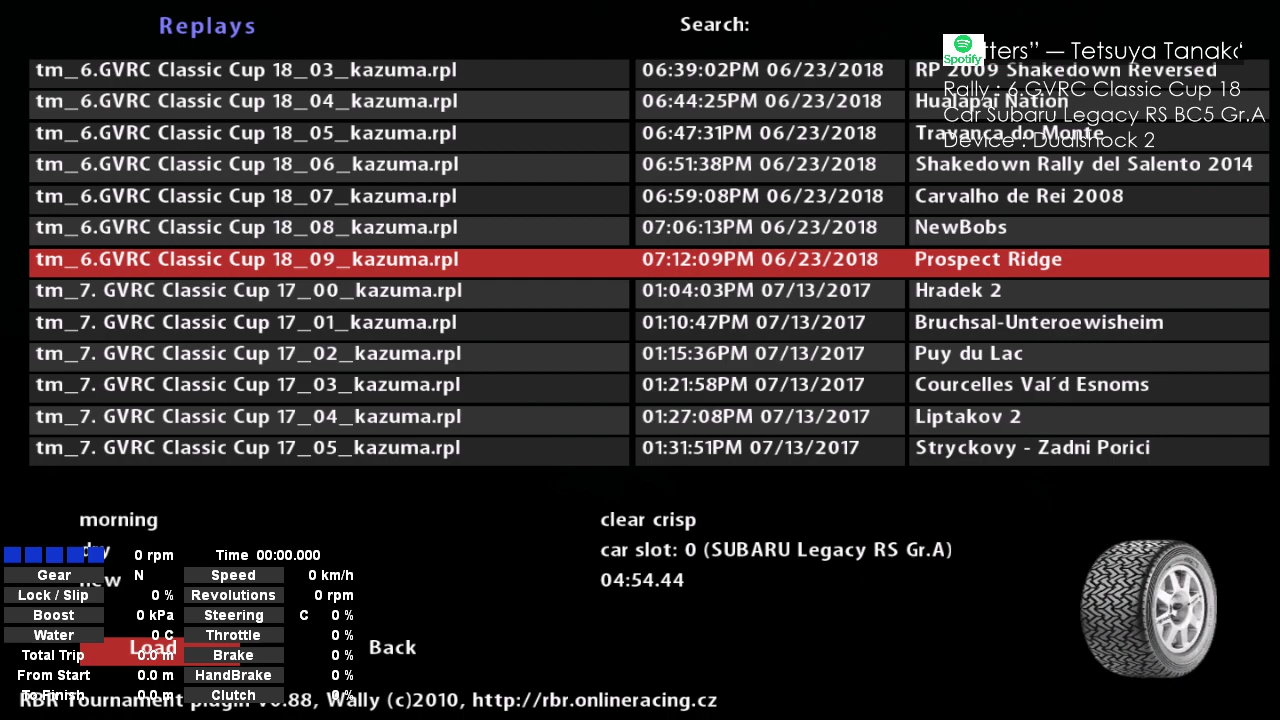 Replays
Search:
Spotify
tters” — Tetsuya Tanak
Rally : 6.GVRC Classic Cup 18
Car Subaru Legacy RS BC5 Gr.A
Device : Dualshock 2
tm_6.GVRC Classic Cup 18_03_kazuma.rpl 06:39:02PM 06/23/2018 RP 2009 Shakedown Reversed
tm_6.GVRC Classic Cup 18_04_kazuma.rpl 06:44:25PM 06/23/2018 Hualapai Nation
tm_6.GVRC Classic Cup 18_05_kazuma.rpl 06:47:31PM 06/23/2018 Travanca do Monte
tm_6.GVRC Classic Cup 18_06_kazuma.rpl 06:51:38PM 06/23/2018 Shakedown Rally del Salento 2014
tm_6.GVRC Classic Cup 18_07_kazuma.rpl 06:59:08PM 06/23/2018 Carvalho de Rei 2008
tm_6.GVRC Classic Cup 18_08_kazuma.rpl 07:06:13PM 06/23/2018 NewBobs
tm_6.GVRC Classic Cup 18_09_kazuma.rpl 07:12:09PM 06/23/2018 Prospect Ridge
tm_7. GVRC Classic Cup 17_00_kazuma.rpl 01:04:03PM 07/13/2017 Hradek 2
tm_7. GVRC Classic Cup 17_01_kazuma.rpl 01:10:47PM 07/13/2017 Bruchsal-Unteroewisheim
tm_7. GVRC Classic Cup 17_02_kazuma.rpl 01:15:36PM 07/13/2017 Puy du Lac
tm_7. GVRC Classic Cup 17_03_kazuma.rpl 01:21:58PM 07/13/2017 Courcelles Val´d Esnoms
tm_7. GVRC Classic Cup 17_04_kazuma.rpl 01:27:08PM 07/13/2017 Liptakov 2
tm_7. GVRC Classic Cup 17_05_kazuma.rpl 01:31:51PM 07/13/2017 Stryckovy - Zadni Porici
morning
clear crisp
car slot: 0 (SUBARU Legacy RS Gr.A)
new
04:54.44
0 rpm Time 00:00.000
Gear N Speed 0 km/h
Lock / Slip 0 % Revolutions 0 rpm
Boost 0 kPa Steering C 0 %
Water 0 C Throttle 0 %
Load
Back
Total Trip 0.0 m Brake 0 %
From Start 0.0 m HandBrake 0 %
To Finish 0.0 m Clutch 0 %
RBR Tournament plugin v0.88, Wally (c)2010, http://rbr.onlineracing.cz